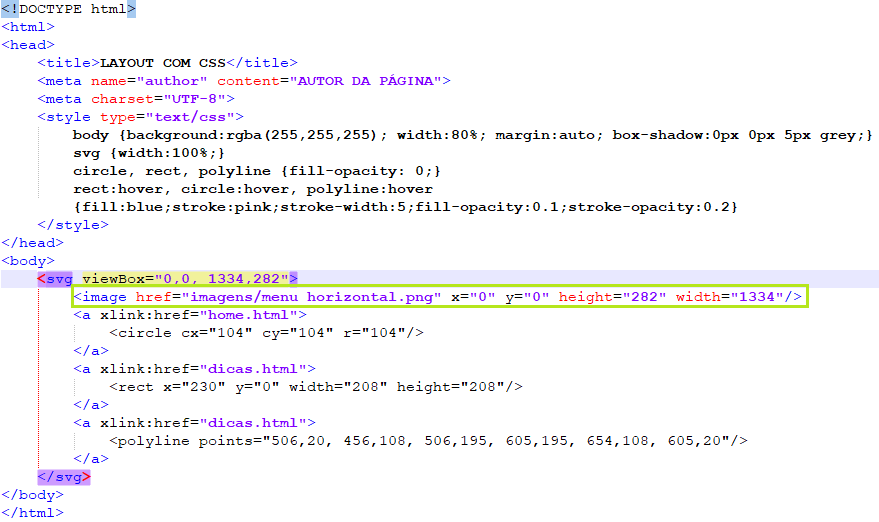 <!DOCTYPE html>
<html>
<head>
<title>LAYOUT COM CSS</title>
<meta name="author" content="AUTOR DA PÁGINA">
<meta charset="UTF-8">
<style type="text/css">
body {background:rgba(255,255,255); width:80%; margin:auto; box-shadow:0px 0px 5px grey;}
svg {width:100%;}
circle, rect, polyline {fill-opacity: 0;}
rect:hover, circle:hover, polyline:hover
{fill:blue;stroke:pink;stroke-width:5;fill-opacity:0.1;stroke-opacity:0.2}
</style>
</head>
<body>
<svg viewBox="0,0, 1334,282">
<image href="imagens/menu horizontal.png" x="0" y="0" height="282" width="1334"/>
<a xlink:href="home.html">
<circle cx="104" cy="104" r="104"/>
</a>
<a xlink:href="dicas.html">
<rect x="230" y="0" width="208" height="208"/>
</a>
<a xlink:href="dicas.html">
<polyline points="506,20, 456,108, 506,195, 605,195, 654,108, 605,20"/>
</a>
</svg>
</body>
</html>